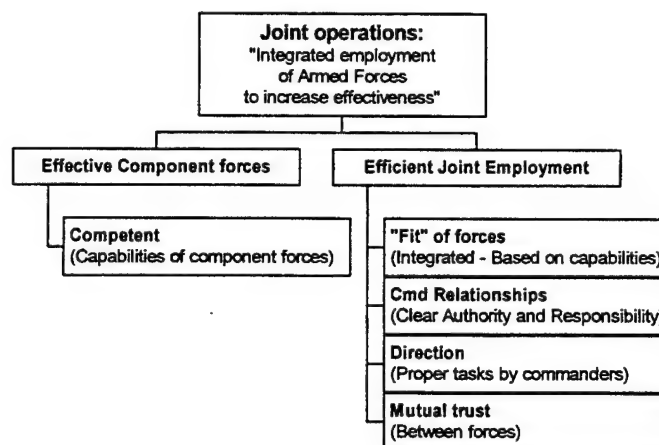 Joint operations:
"Integrated employment
of Armed Forces
to increase effectiveness"
Effective Component forces
Efficient Joint Employment
Competent
(Capabilities of component forces)
"Fit" of forces
(Integrated - Based on capabilities)
Cmd Relationships
(Clear Authority and Responsibility
Direction
(Proper tasks by commanders)
Mutual trust
(Between forces)